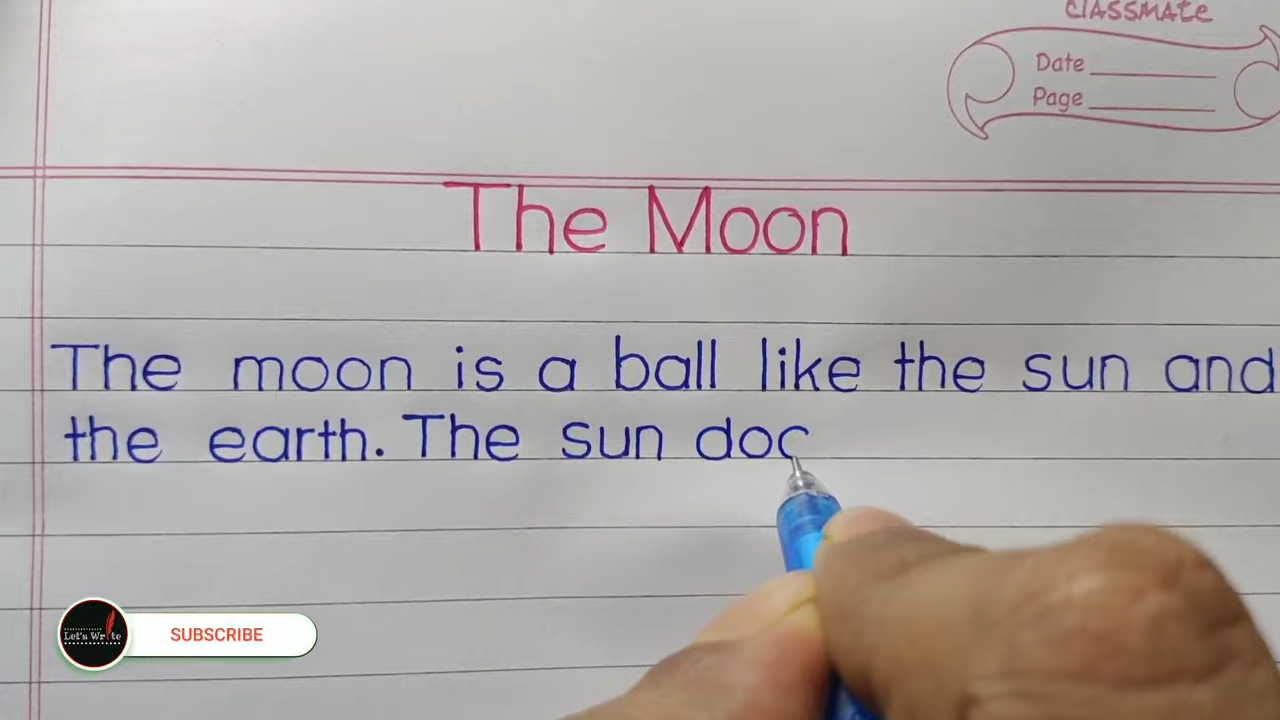 classmate
Date
Page
The Moon
The moon is a ball like the sun and
the earth. The sun doc
Let's Write
SUBSCRIBE